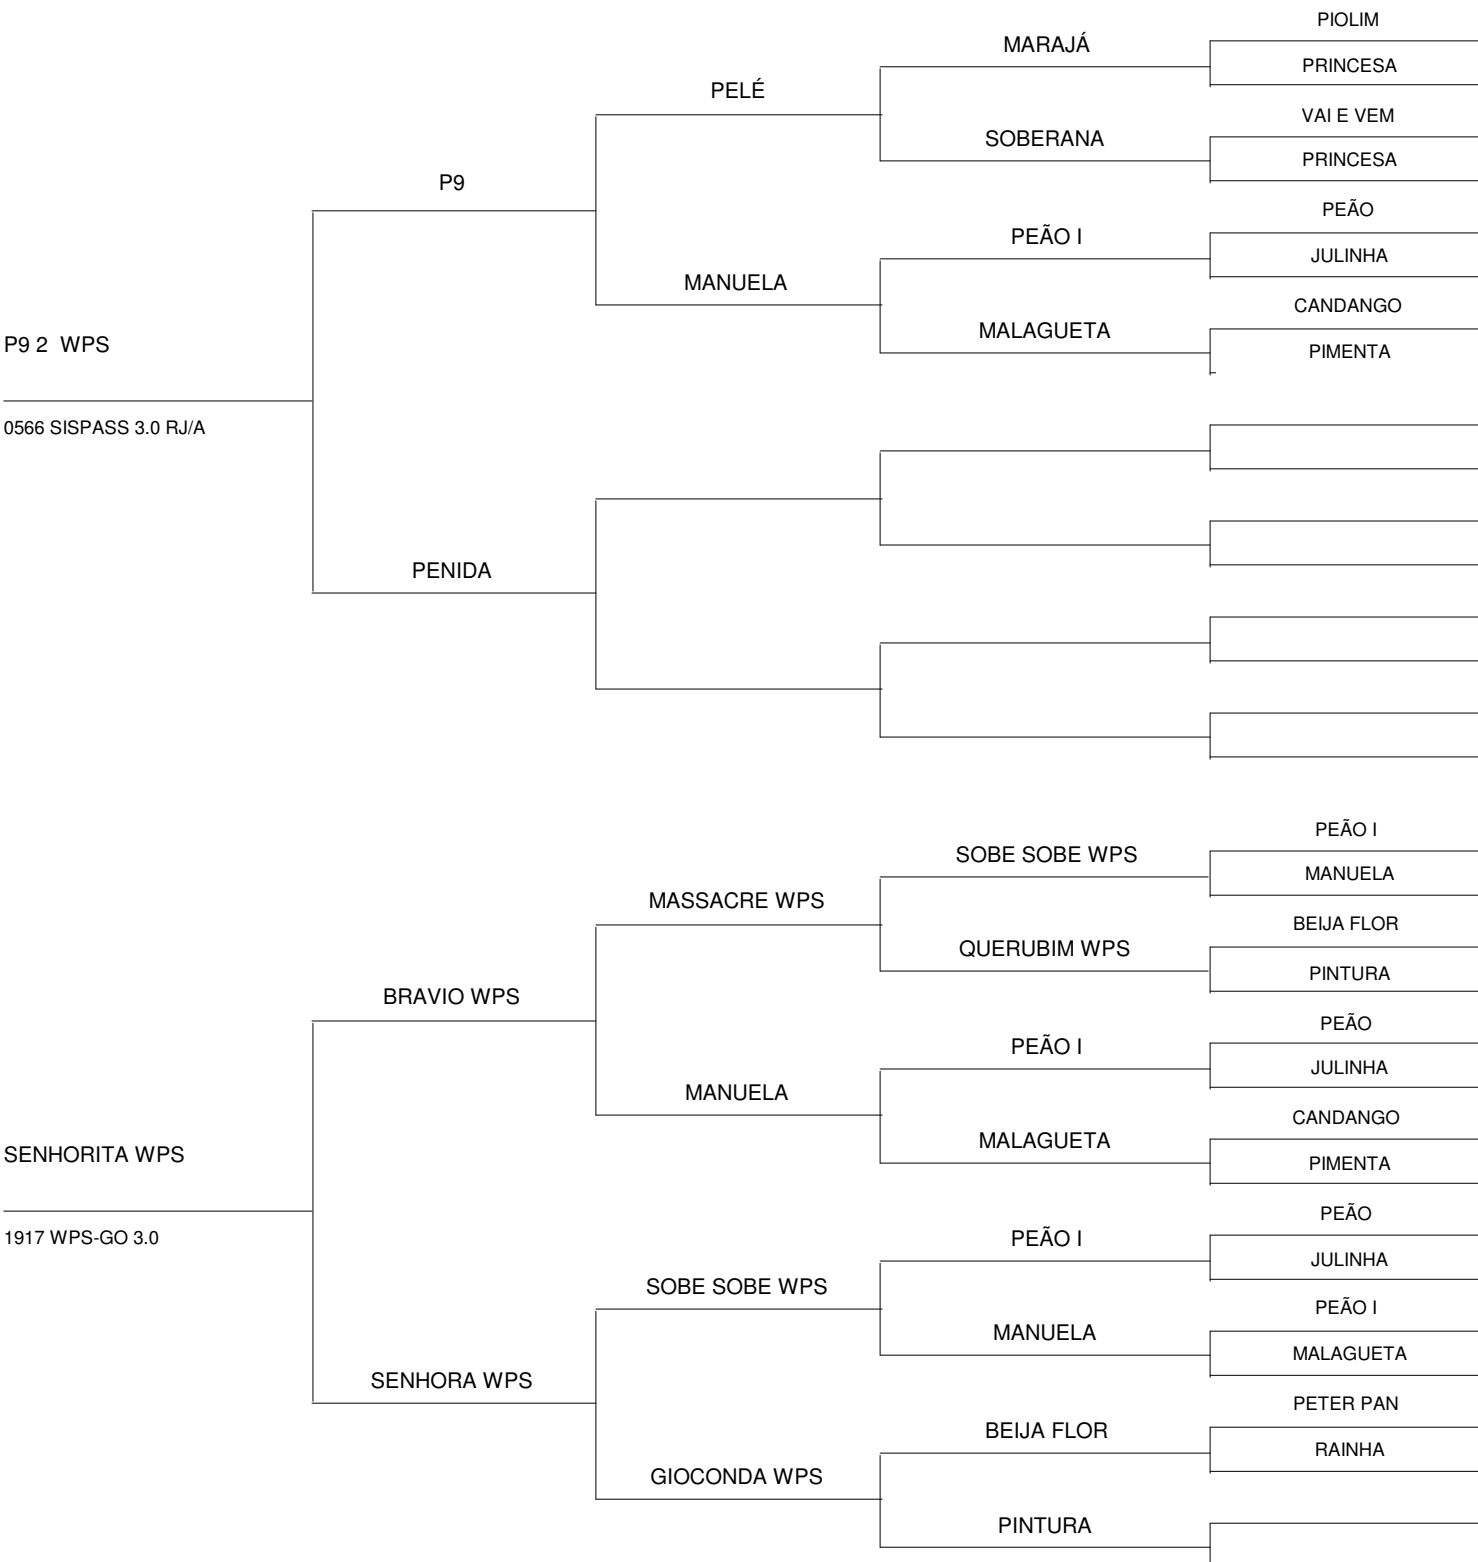 PIOLIM
MARAJÁ
PRINCESA
PELÉ
VAI E VEM
SOBERANA
PRINCESA
P9
PEÃO
PEÃO I
JULINHA
MANUELA
CANDANGO
MALAGUETA
P9 2  WPS
PIMENTA
0566 SISPASS 3.0 RJ/A
PENIDA
PEÃO I
SOBE SOBE WPS
MANUELA
MASSACRE WPS
BEIJA FLOR
QUERUBIM WPS
PINTURA
BRAVIO WPS
PEÃO
PEÃO I
JULINHA
MANUELA
CANDANGO
MALAGUETA
SENHORITA WPS
PIMENTA
PEÃO
1917 WPS-GO 3.0
PEÃO I
JULINHA
SOBE SOBE WPS
PEÃO I
MANUELA
MALAGUETA
SENHORA WPS
PETER PAN
BEIJA FLOR
RAINHA
GIOCONDA WPS
PINTURA